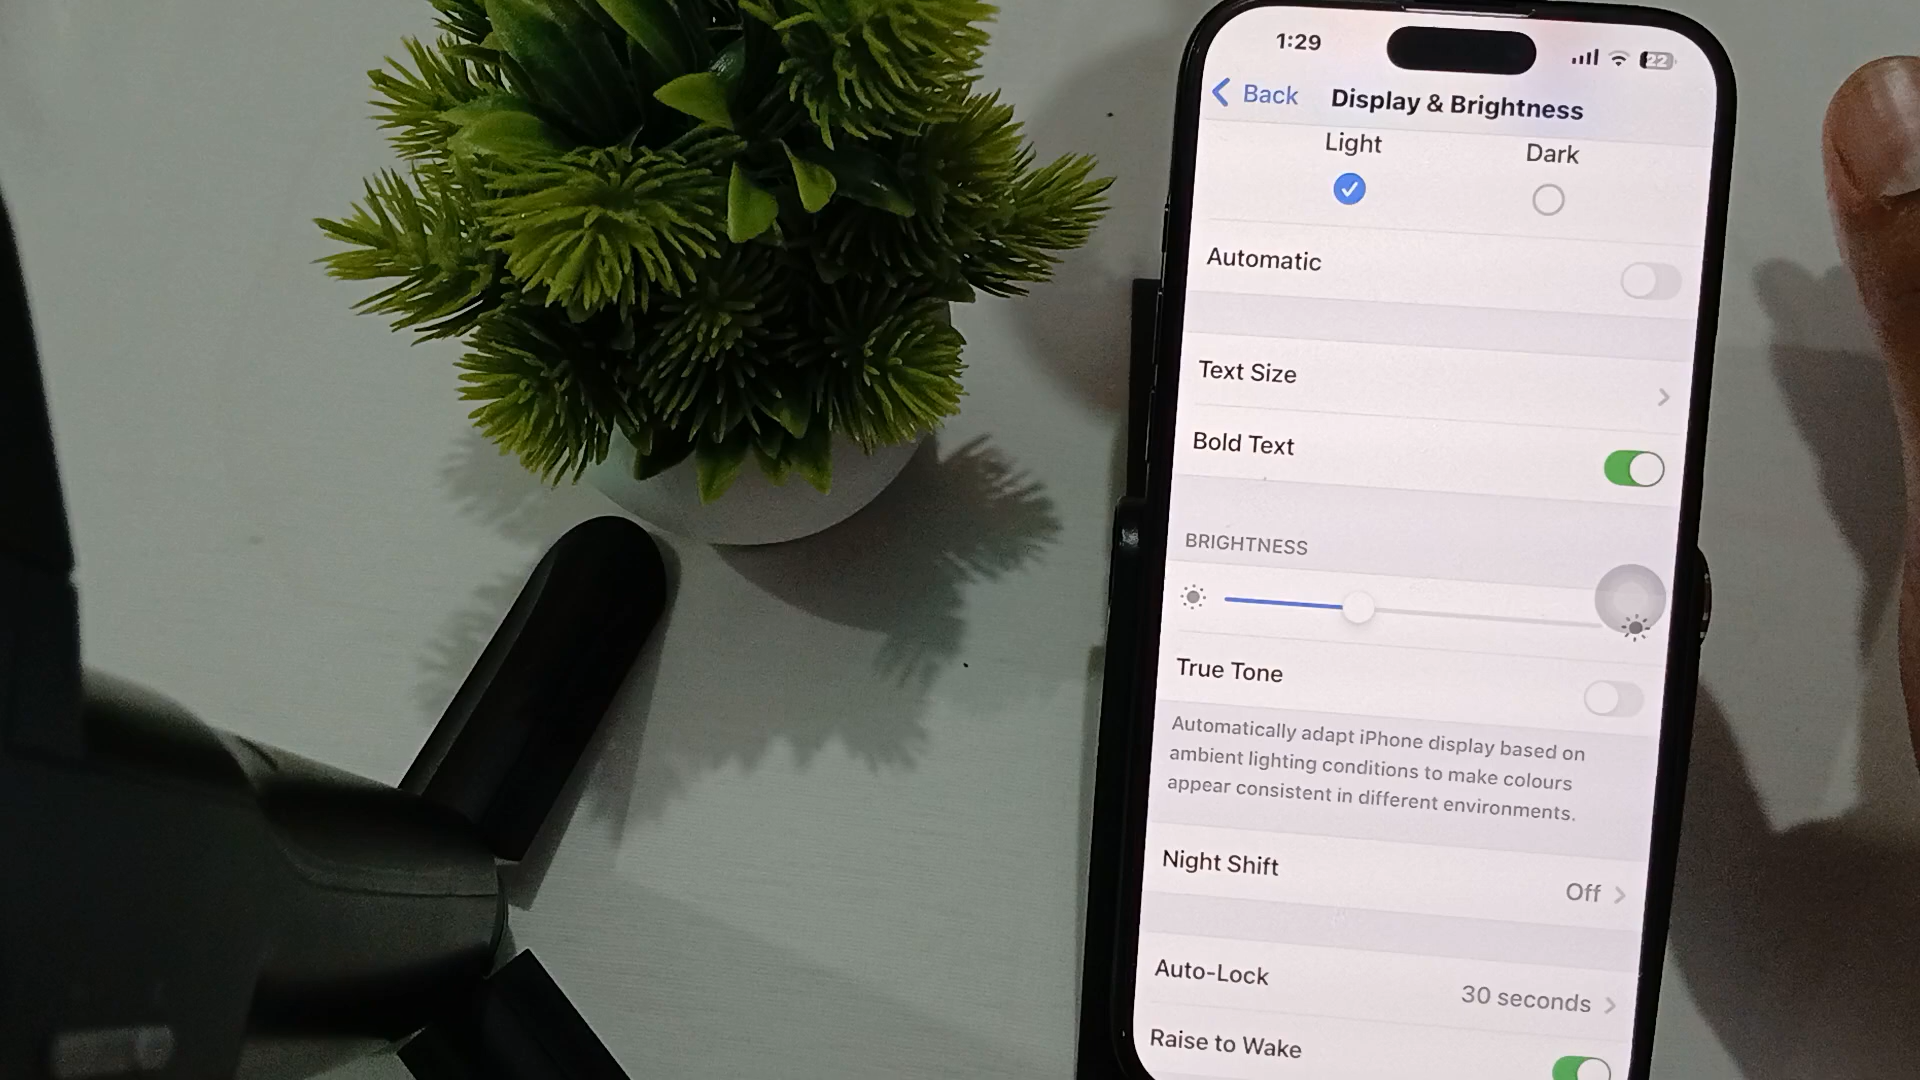 1:29
22
Back
Display & Brightness
Light
Dark
Automatic
Text Size
Bold Text
BRIGHTNESS
True Tone
Automatically adapt iPhone display based on
ambient lighting conditions to make colours
appear consistent in different environments.
Night Shift
Off
Auto-Lock
30 seconds
Raise to Wake